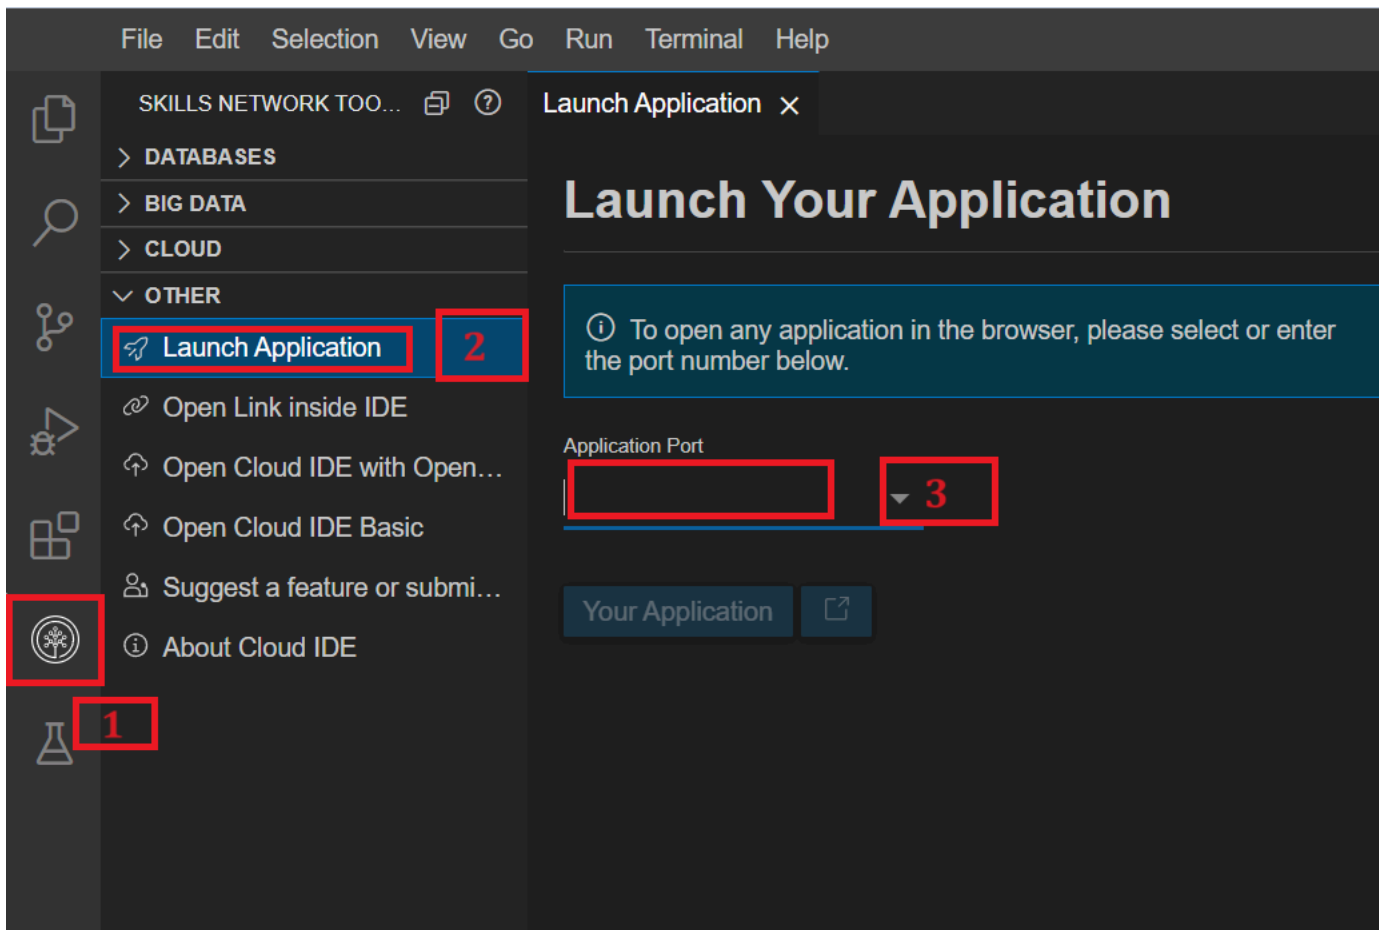 File Edit Selection View Go Run Terminal Help
SKILLS NETWORK TOO...
Launch Application
DATABASES
BIG DATA
CLOUD
OTHER
Launch Application 2
Open Link inside IDE
Open Cloud IDE with Open...
Open Cloud IDE Basic
Suggest a feature or submi...
About Cloud IDE
1
Launch Your Application
To open any application in the browser, please select or enter
the port number below.
Application Port
3
Your Application